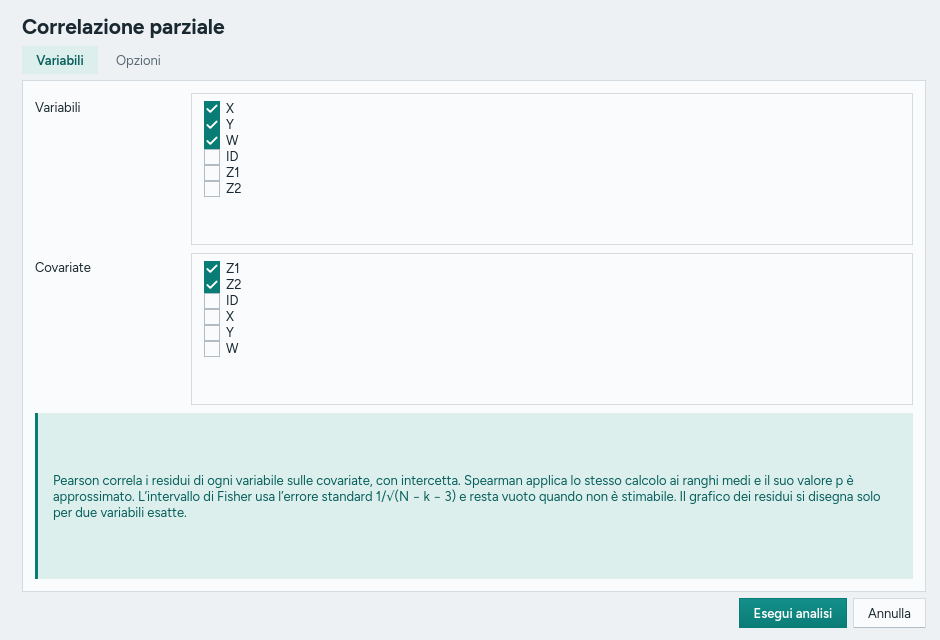 Correlazione parziale
Variabili
Opzioni
Variabili
X
Y
W
ID
Z1
Z2
Covariate
Z1
Z2
ID
X
Y
W
Pearson correla i residui di ogni variabile sulle covariate, con intercetta. Spearman applica lo stesso calcolo ai ranghi medi e il suo valore p è
approssimato. L’intervallo di Fisher usa l’errore standard 1/√(N − k − 3) e resta vuoto quando non è stimabile. Il grafico dei residui si disegna solo
per due variabili esatte.
Esegui analisi
Annulla